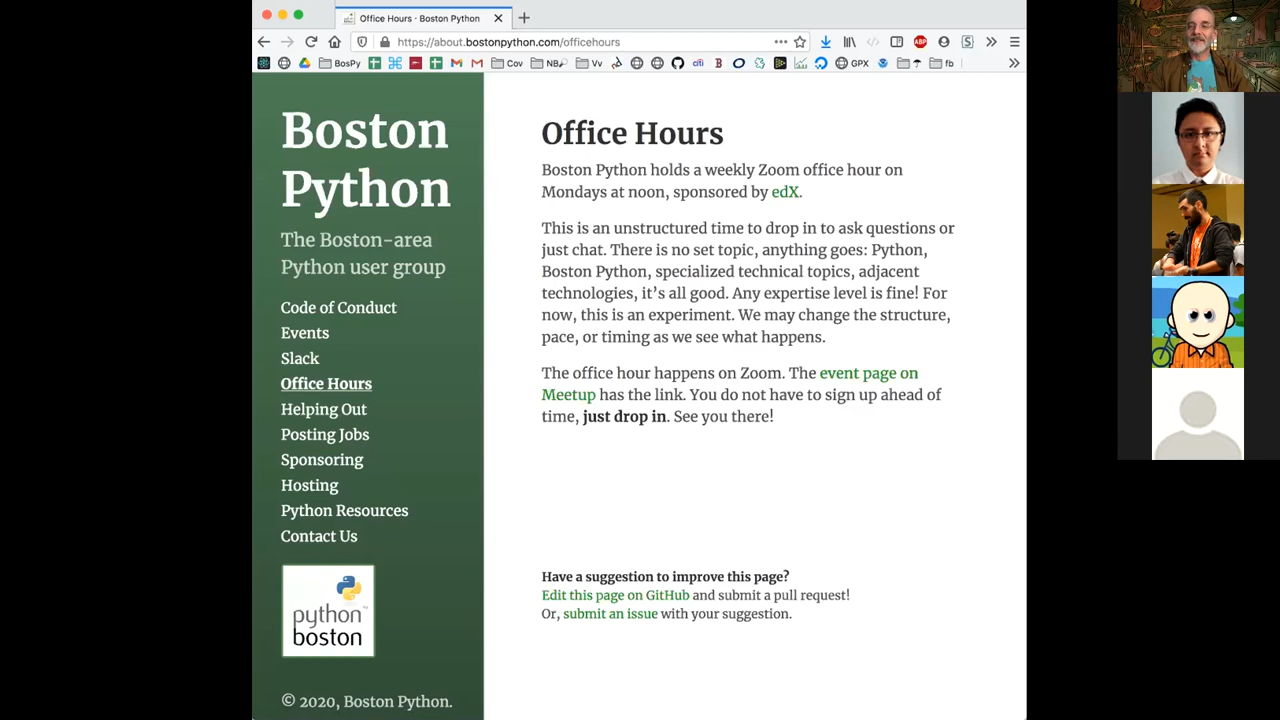 Office Hours · Boston Python
https://about.bostonpython.com/officehours
ABP
S
BosPy
Cov
NB
Vv
citi
B
GPX
fb
Boston
Python
The Boston-area
Python user group
Code of Conduct
Events
Slack
Office Hours
Helping Out
Posting Jobs
Sponsoring
Hosting
Python Resources
Contact Us
python™
boston
© 2020, Boston Python.
Office Hours
Boston Python holds a weekly Zoom office hour on
Mondays at noon, sponsored by edX.
This is an unstructured time to drop in to ask questions or
just chat. There is no set topic, anything goes: Python,
Boston Python, specialized technical topics, adjacent
technologies, it’s all good. Any expertise level is fine! For
now, this is an experiment. We may change the structure,
pace, or timing as we see what happens.
The office hour happens on Zoom. The event page on
Meetup has the link. You do not have to sign up ahead of
time, just drop in. See you there!
Have a suggestion to improve this page?
Edit this page on GitHub and submit a pull request!
Or, submit an issue with your suggestion.